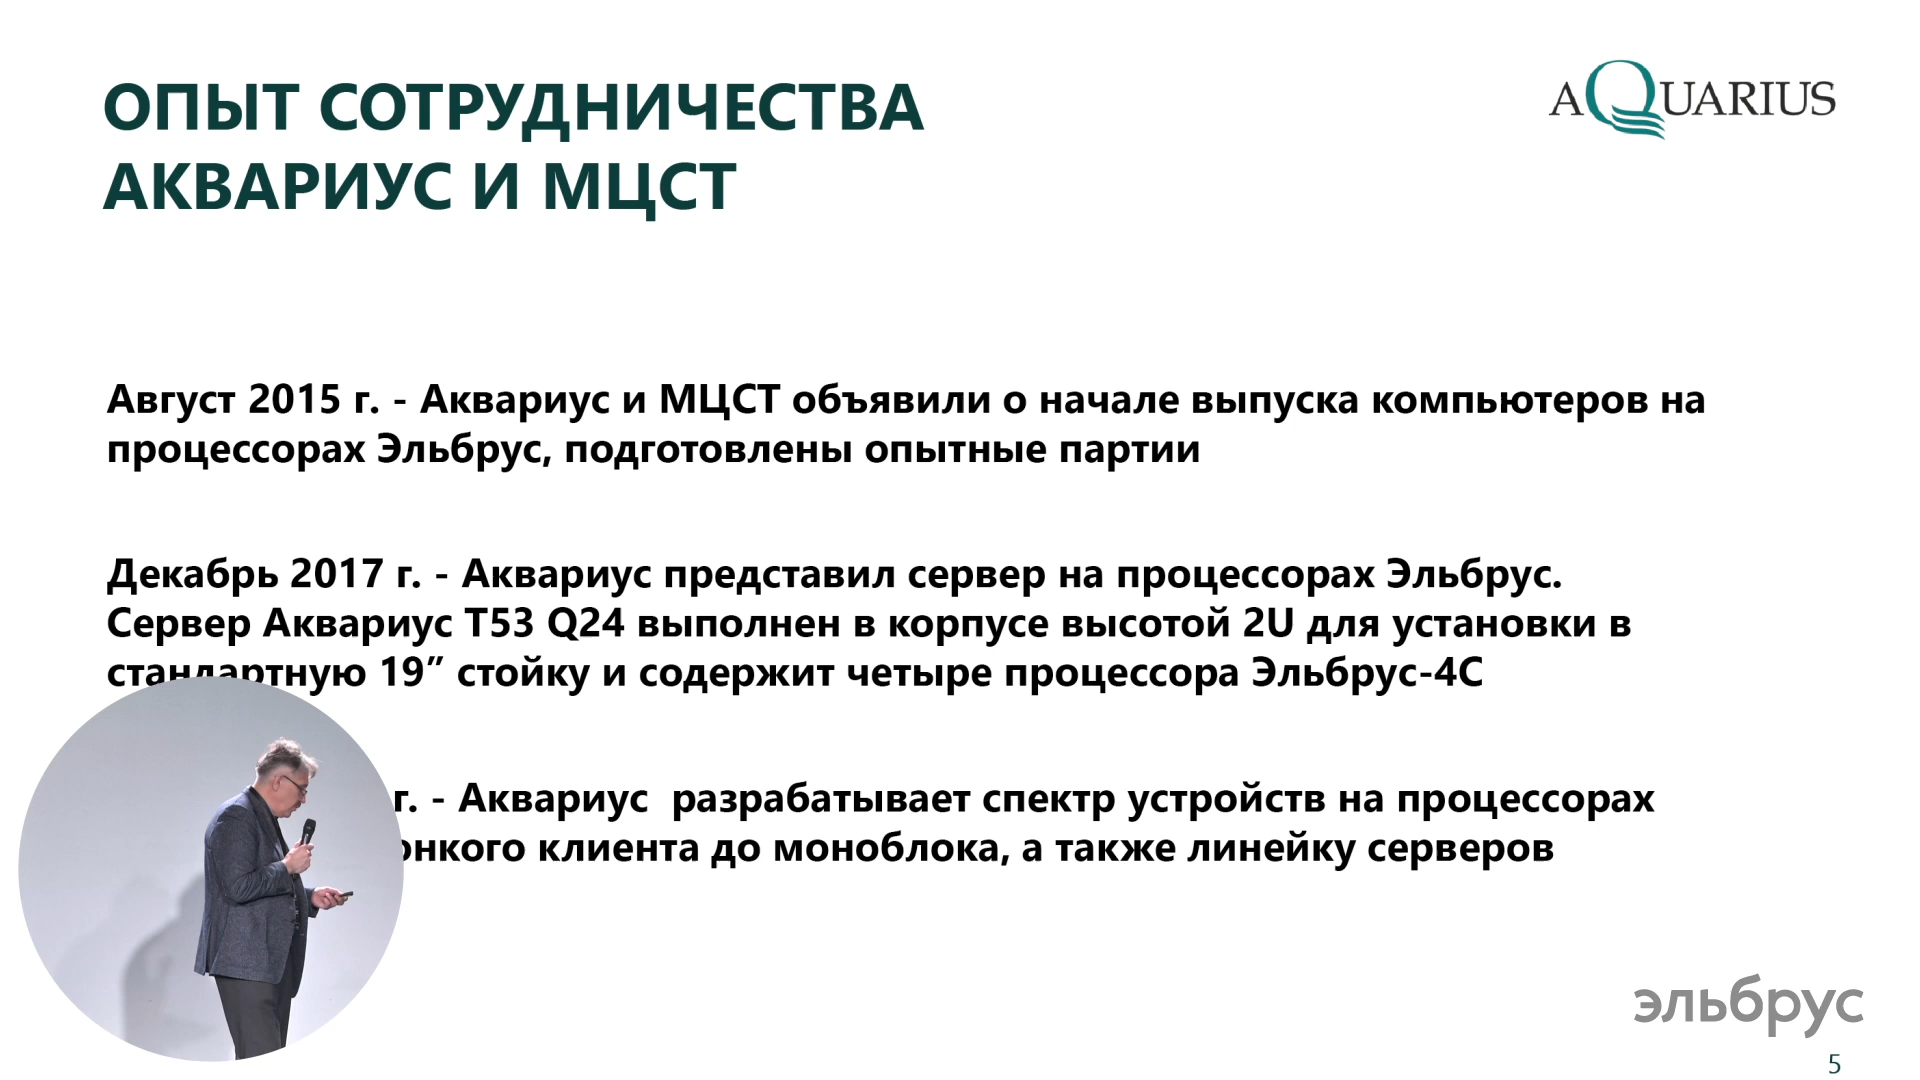 ОПЫТ СОТРУДНИЧЕСТВА
АКВАРИУС И МЦСТ
AQUARIUS
Август 2015 г. - Аквариус и МЦСТ объявили о начале выпуска компьютеров на
процессорах Эльбрус, подготовлены опытные партии
Декабрь 2017 г. - Аквариус представил сервер на процессорах Эльбрус.
Сервер Аквариус T53 Q24 выполнен в корпусе высотой 2U для установки в
стандартную 19” стойку и содержит четыре процессора Эльбрус-4С
г. - Аквариус  разрабатывает спектр устройств на процессорах
клиента до моноблока, а также линейку серверов
эльбрус
5